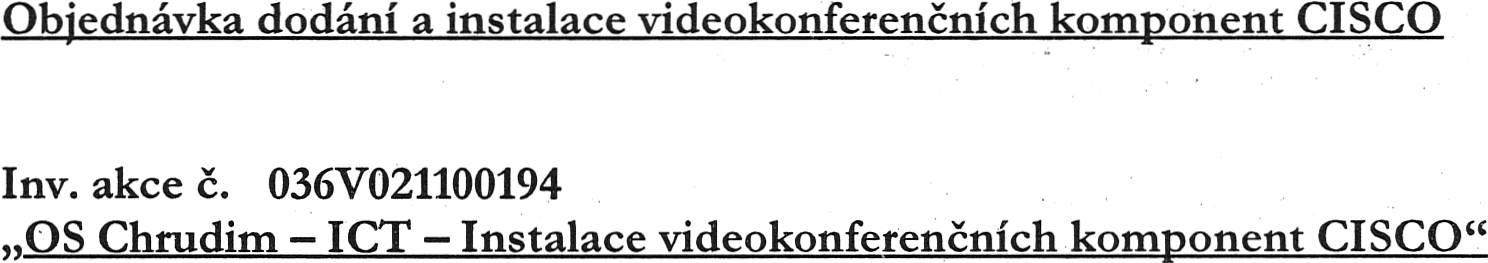 Objednávka dodání a instalace videokonferenčních komponent CISCO
Inv. akce č. 036V021100194
„OS Chrudim – ICT – Instalace videokonferenčních komponent CISCO“